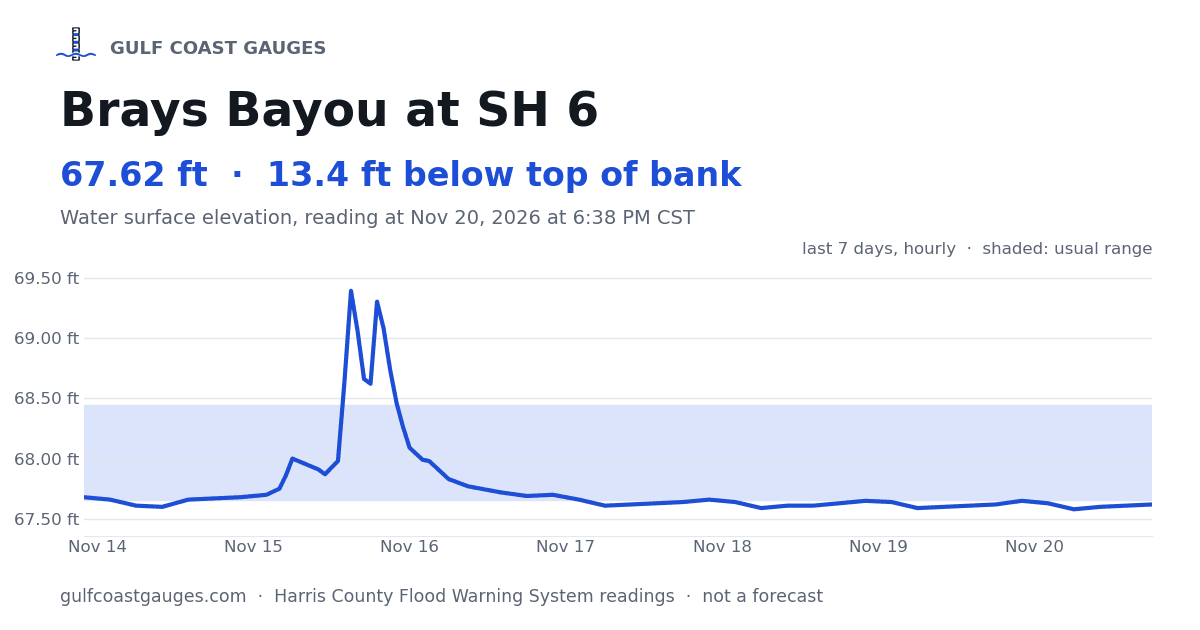 GULF COAST GAUGES
Brays Bayou at SH 6
67.62 ft · 13.4 ft below top of bank
Water surface elevation, reading at Nov 20, 2026 at 6:38 PM CST
last 7 days, hourly · shaded: usual range
69.50 ft
69.00 ft
68.50 ft
68.00 ft
67.50 ft
Nov 14 Nov 15 Nov 16 Nov 17 Nov 18 Nov 19 Nov 20
gulfcoastgauges.com · Harris County Flood Warning System readings · not a forecast